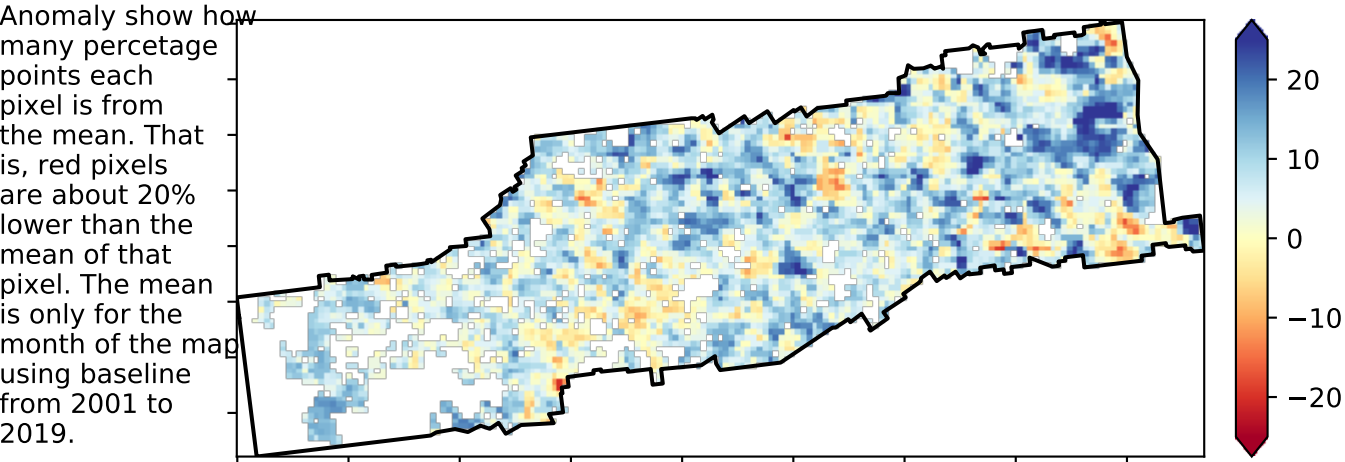 Anomaly show how
many percetage
points each
pixel is from
the mean. That
is, red pixels
are about 20%
lower than the
mean of that
pixel. The mean
is only for the
month of the map
using baseline
from 2001 to
2019.
20
10
0
−10
−20